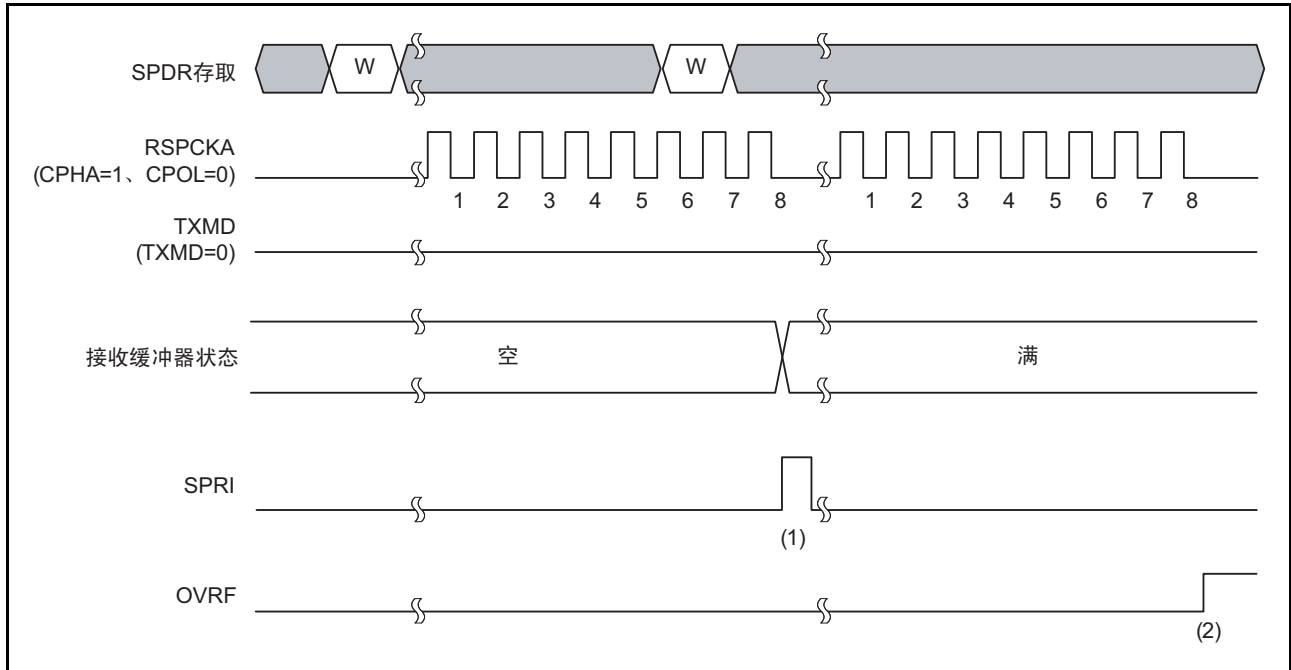 SPDR存取
W
W
RSPCKA
(CPHA=1、CPOL=0)
1 2 3 4 5 6 7 8
1 2 3 4 5 6 7 8
TXMD
(TXMD=0)
接收缓冲器状态
空
满
SPRI
(1)
OVRF
(2)